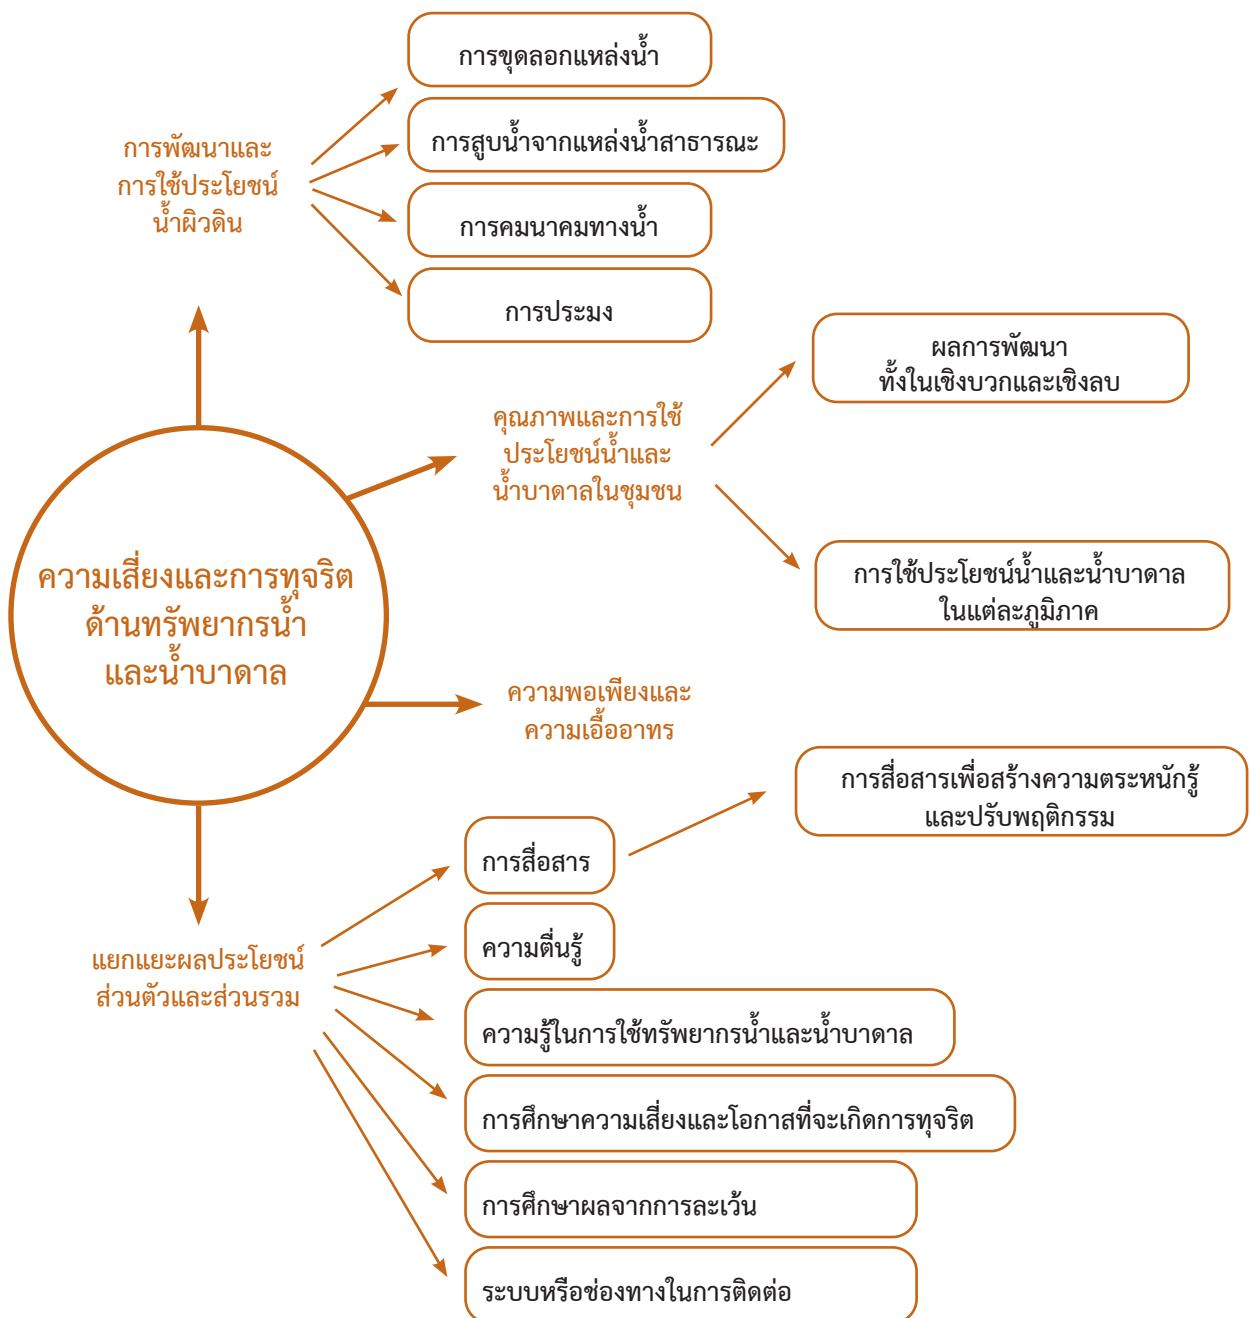 การขุดลอกแหล่งน้ำ
การสูบน้ำจากแหล่งน้ำสาธารณะ
การพัฒนาและ
การใช้ประโยชน์
น้ำผิวดิน
การคมนาคมทางน้ำ
การประมง
ผลการพัฒนา
ทั้งในเชิงบวกและเชิงลบ
คุณภาพและการใช้
ประโยชน์น้ำและ
น้ำบาดาลในชุมชน
การใช้ประโยชน์น้ำและน้ำบาดาล
ในแต่ละภูมิภาค
ความเสี่ยงและการทุจริต
ด้านทรัพยากรน้ำ
และน้ำบาดาล
ความพอเพียงและ
ความเอื้ออาทร
การสื่อสารเพื่อสร้างความตระหนักรู้
และปรับพฤติกรรม
การสื่อสาร
ความตื่นรู้
แยกแยะผลประโยชน์
ส่วนตัวและส่วนรวม
ความรู้ในการใช้ทรัพยากรน้ำและน้ำบาดาล
การศึกษาความเสี่ยงและโอกาสที่จะเกิดการทุจริต
การศึกษาผลจากการละเว้น
ระบบหรือช่องทางในการติดต่อ